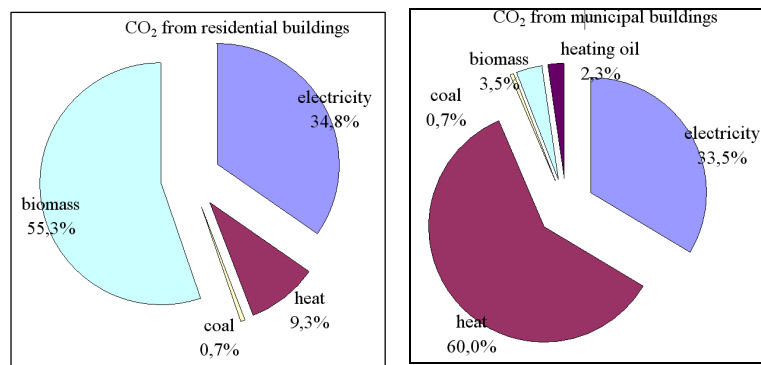 CO₂ from residential buildings
electricity
34,8%
biomass
55,3%
heat
9,3%
coal
0,7%
CO₂ from municipal buildings
heating oil
2,3%
biomass
3,5%
coal
0,7%
electricity
33,5%
heat
60,0%